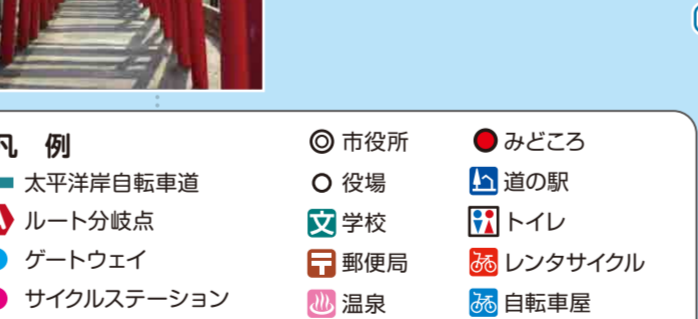 凡 例
太平洋岸自転車道
ルート分岐点
ゲートウェイ
サイクルステーション
市役所
役場
文 学校
郵便局
温泉
みどころ
道の駅
トイレ
レンタサイクル
自転車屋